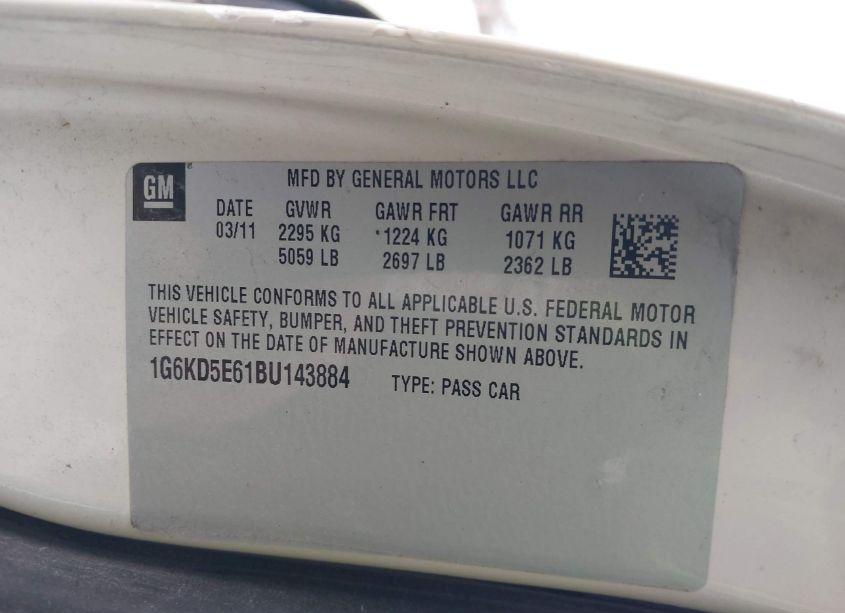 GM
MFD BY GENERAL MOTORS LLC
DATE GVWR GAWR FRT GAWR RR
03/11 2295 KG 1224 KG 1071 KG
5059 LB 2697 LB 2362 LB
THIS VEHICLE CONFORMS TO ALL APPLICABLE U.S. FEDERAL MOTOR
VEHICLE SAFETY, BUMPER, AND THEFT PREVENTION STANDARDS IN
EFFECT ON THE DATE OF MANUFACTURE SHOWN ABOVE.
1G6KD5E61BU143884 TYPE: PASS CAR